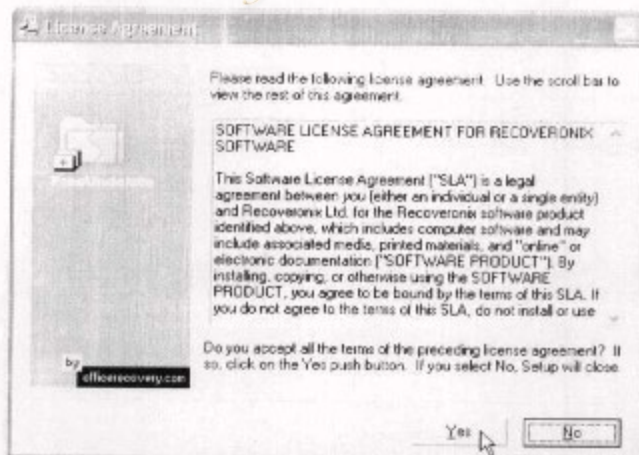 License Agreement
Please read the following license agreement. Use the scroll bar to
view the rest of this agreement.
SOFTWARE LICENSE AGREEMENT FOR RECOVERONIX
SOFTWARE
This Software License Agreement ("SLA") is a legal
agreement between you (either an individual or a single entity)
and Recoveronix Ltd. for the Recoveronix software product
identified above, which includes computer software and may
include associated media, printed materials, and "online" or
electronic documentation ("SOFTWARE PRODUCT"). By
installing, copying, or otherwise using the SOFTWARE
PRODUCT, you agree to be bound by the terms of this SLA. If
you do not agree to the terms of this SLA, do not install or use
Do you accept all the terms of the preceding license agreement? If
so, click on the Yes push button. If you select No, Setup will close
by
officerecovery.com
Yes
No